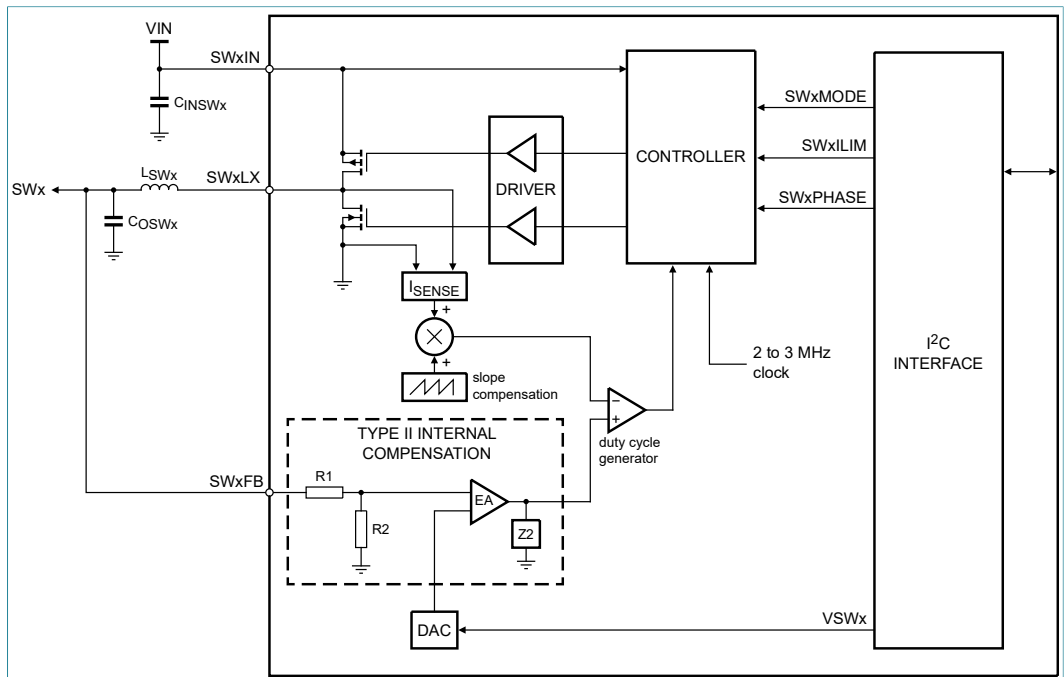 VIN
SWxIN
CINSWx
SWx
LSWx
SWxLX
COSWx
DRIVER
CONTROLLER
SWxMODE
SWxILIM
SWxPHASE
I2C
INTERFACE
ISENSE
+
+
slope
compensation
2 to 3 MHz
clock
−
+
duty cycle
generator
TYPE II INTERNAL
COMPENSATION
SWxFB
R1
R2
EA
Z2
DAC
VSWx